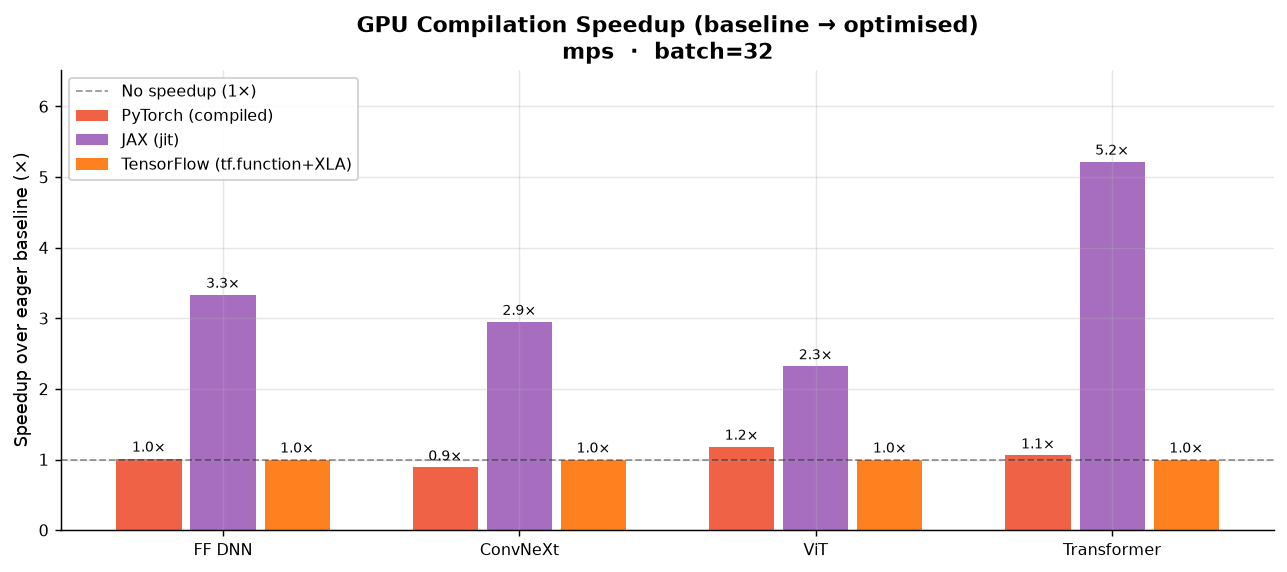 GPU Compilation Speedup (baseline → optimised)
mps · batch=32
No speedup (1×)
PyTorch (compiled)
JAX (jit)
TensorFlow (tf.function+XLA)
Speedup over eager baseline (×)
6
5
4
3
2
1
0
1.0×
3.3×
1.0×
0.9×
2.9×
1.0×
1.2×
2.3×
1.0×
1.1×
5.2×
1.0×
FF DNN
ConvNeXt
ViT
Transformer